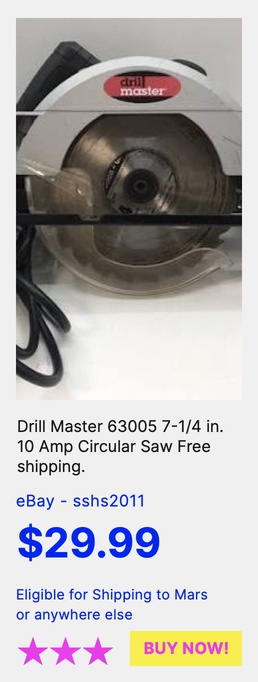 drill
master
Drill Master 63005 7-1/4 in.
10 Amp Circular Saw Free
shipping.
eBay - sshs2011
$29.99
Eligible for Shipping to Mars
or anywhere else
BUY NOW!